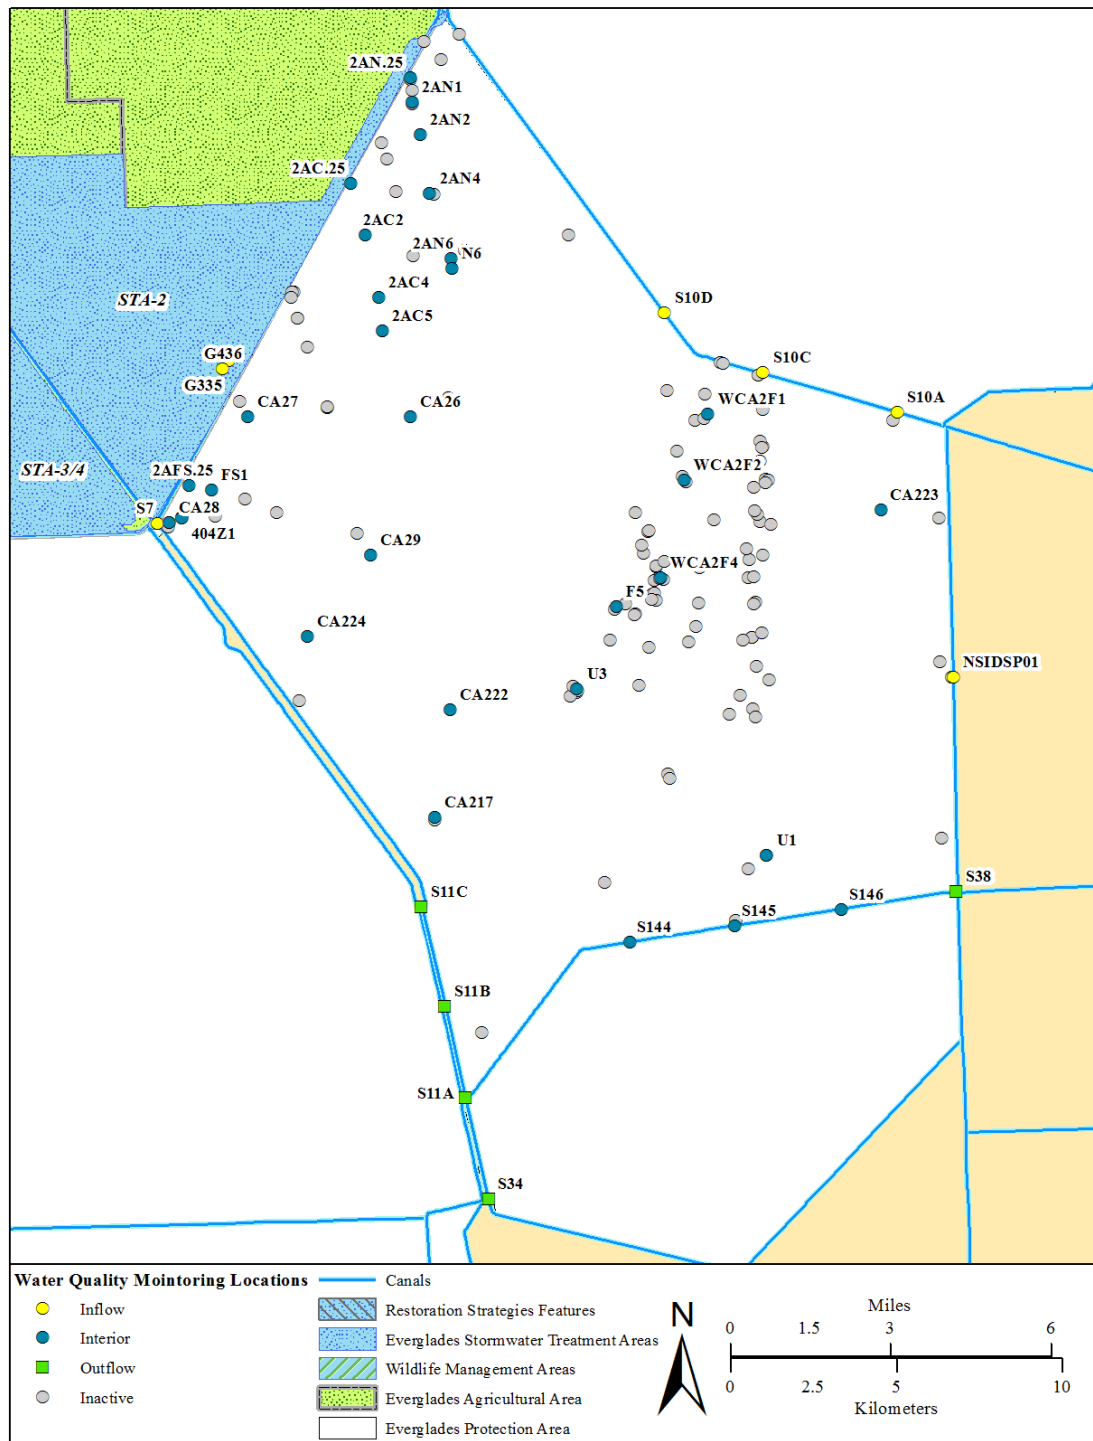 2AN.25
2AN1
2AN2
2AC.25
2AN4
2AC2
2AN6
N6
STA-2
2AC4
S10D
2AC5
G436
S10C
G335
CA27
CA26
WCA2F1
S10A
STA-3/4
2AFS.25
FS1
WCA2F2
S7
CA28
CA223
404Z1
CA29
WCA2F4
F5
CA224
NSIDSP01
U3
CA222
CA217
U1
S11C
S38
S146
S145
S144
S11B
S11A
S34
Water Quality Mointoring Locations
Inflow
Interior
Outflow
Inactive
Canals
Restoration Strategies Features
Everglades Stormwater Treatment Areas
Wildlife Management Areas
Everglades Agricultural Area
Everglades Protection Area
N
Miles
0 1.5 3 6
0 2.5 5 10
Kilometers